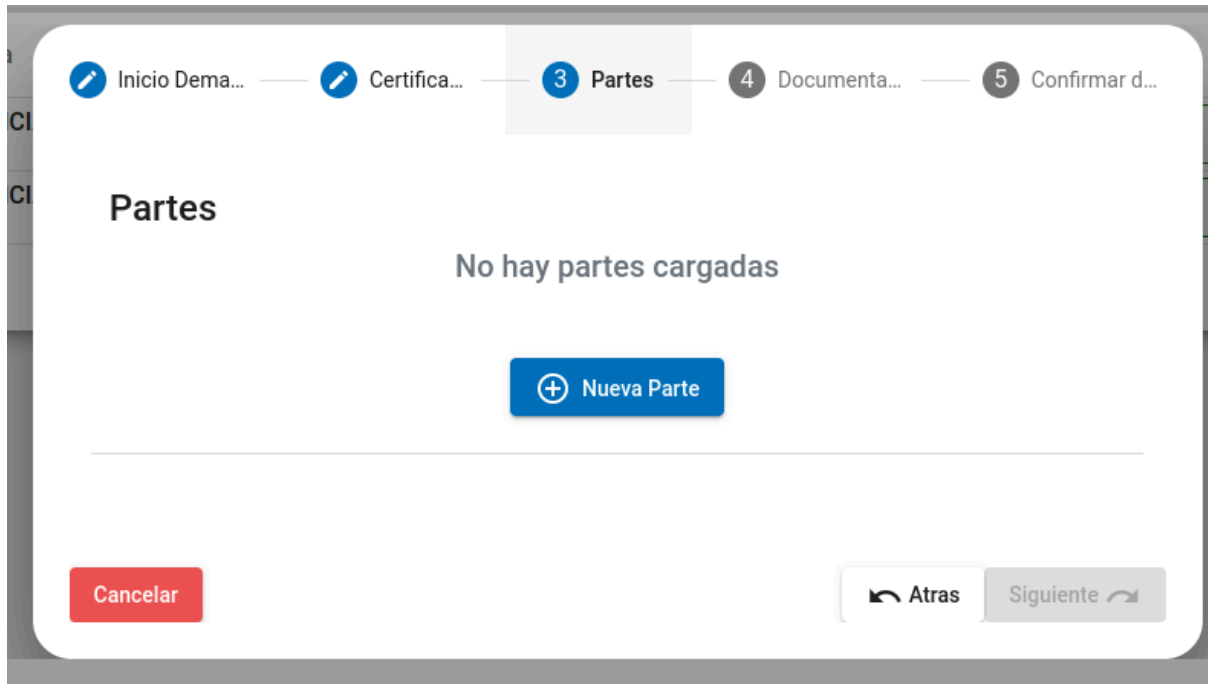 Inicio Dema...
Certifica...
3 Partes
4 Documenta...
5 Confirmar d...
Partes
No hay partes cargadas
Nueva Parte
Cancelar
Atras
Siguiente